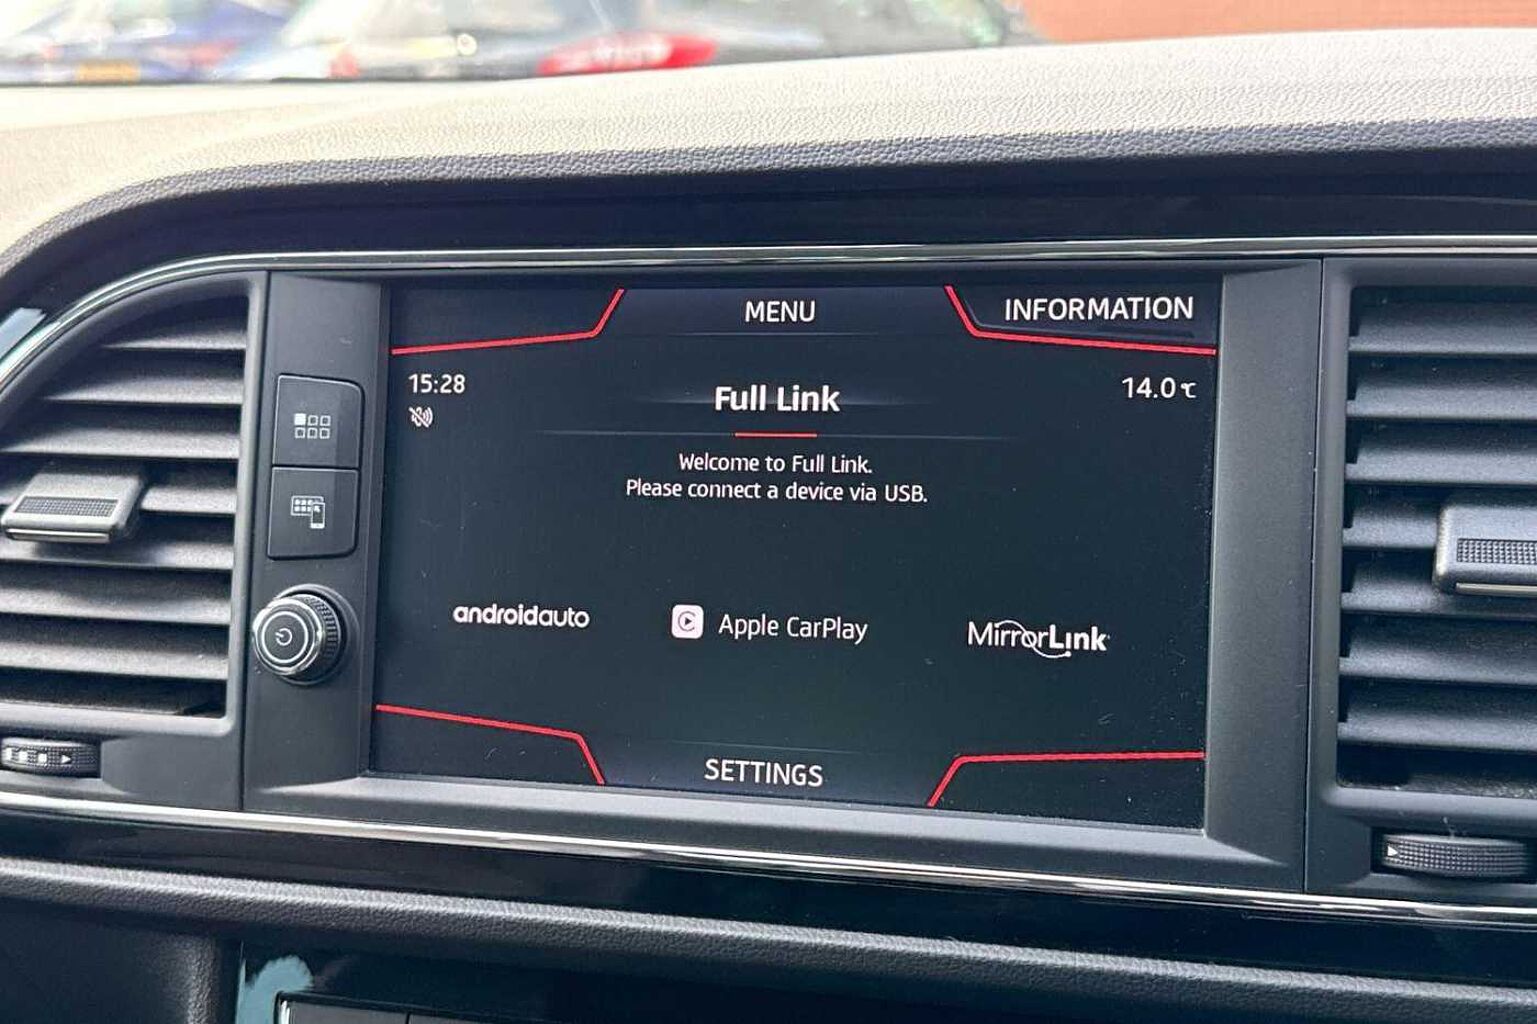 MENU
INFORMATION
15:28
Full Link
14.0 °C
Welcome to Full Link.
Please connect a device via USB.
androidauto
Apple CarPlay
MirrorLink
SETTINGS